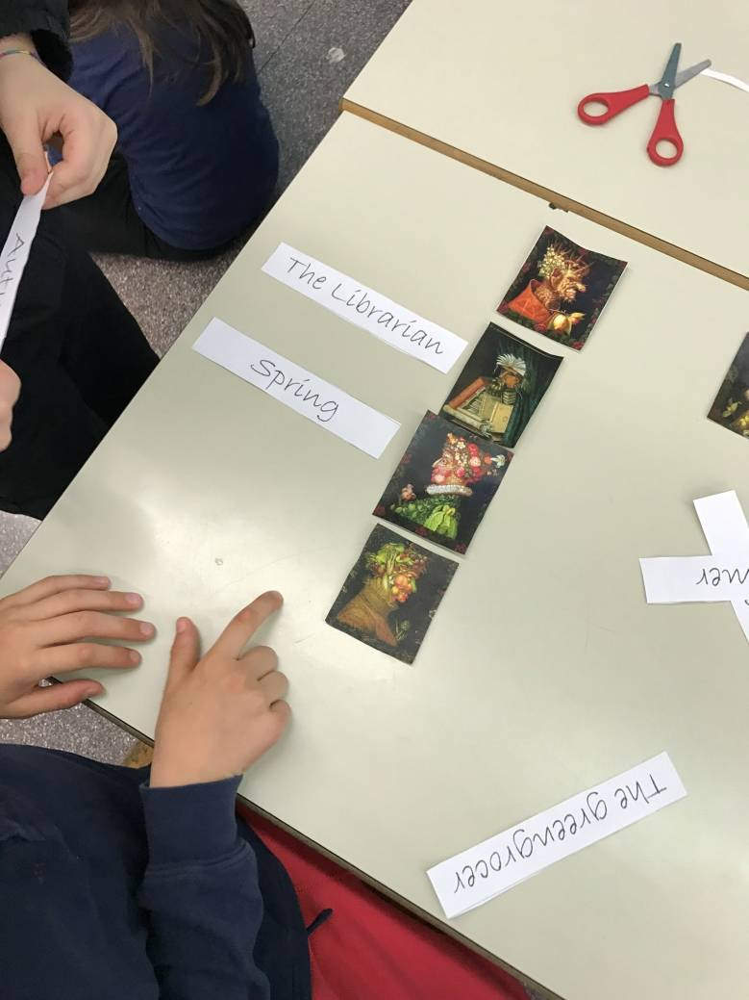 The Librarian
Spring
The greengrocer